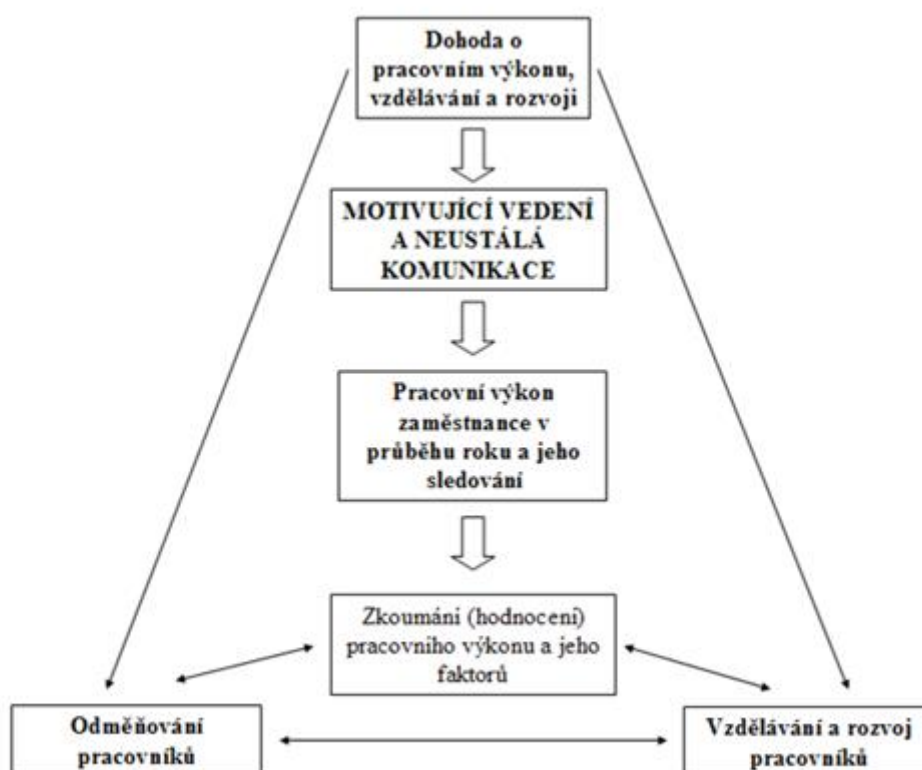 Dohoda o
pracovním výkonu,
vzdělávání a rozvoji
MOTIVUJÍCÍ VEDENÍ
A NEUSTÁLÁ
KOMUNIKACE
Pracovní výkon
zaměstnance v
průběhu roku a jeho
sledování
Zkoumání (hodnocení)
pracovního výkonu a jeho
faktorů
Odměňování
pracovníků
Vzdělávání a rozvoj
pracovníků